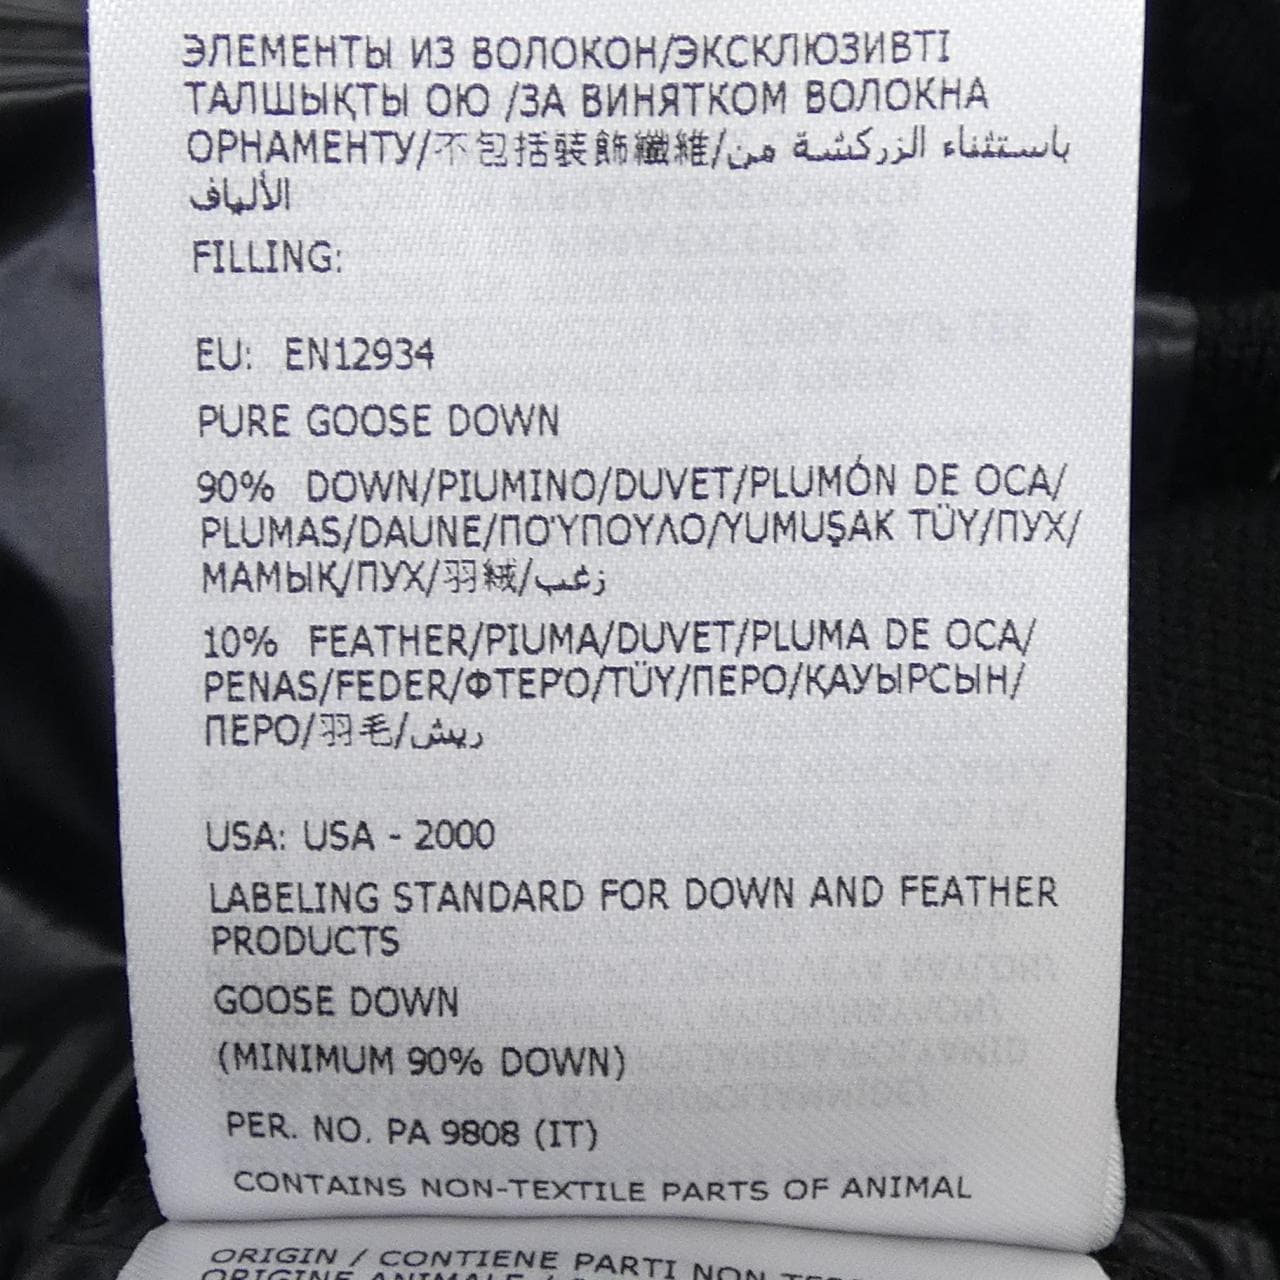 ЭЛЕМЕНТЫ ИЗ ВОЛОКОН/ЭКСКЛЮЗИВТІ
ТАЛШЫҚТЫ ОЮ /ЗА ВИНЯТКОМ ВОЛОКНА
ОРНАМЕНТУ/不包括裝飾纖維/باستثناء الزركشة من
الألياف
FILLING:
EU: EN12934
PURE GOOSE DOWN
90% DOWN/PIUMINO/DUVET/PLUMÓN DE OCA/
PLUMAS/DAUNE/ΠΟΎΠΟΥΛΟ/YUMUŞAK TÜY/ПУХ/
МАМЫҚ/ПУХ/羽絨/زغب
10% FEATHER/PIUMA/DUVET/PLUMA DE OCA/
PENAS/FEDER/ΦΤΕΡΌ/TÜY/ПЕРО/ҚАУЫРСЫН/
ПЕРО/羽毛/ريش
USA: USA - 2000
LABELING STANDARD FOR DOWN AND FEATHER
PRODUCTS
GOOSE DOWN
(MINIMUM 90% DOWN)
PER. NO. PA 9808 (IT)
CONTAINS NON-TEXTILE PARTS OF ANIMAL
ORIGIN / CONTIENE PARTI NON
ORIGINE ANIMALE /